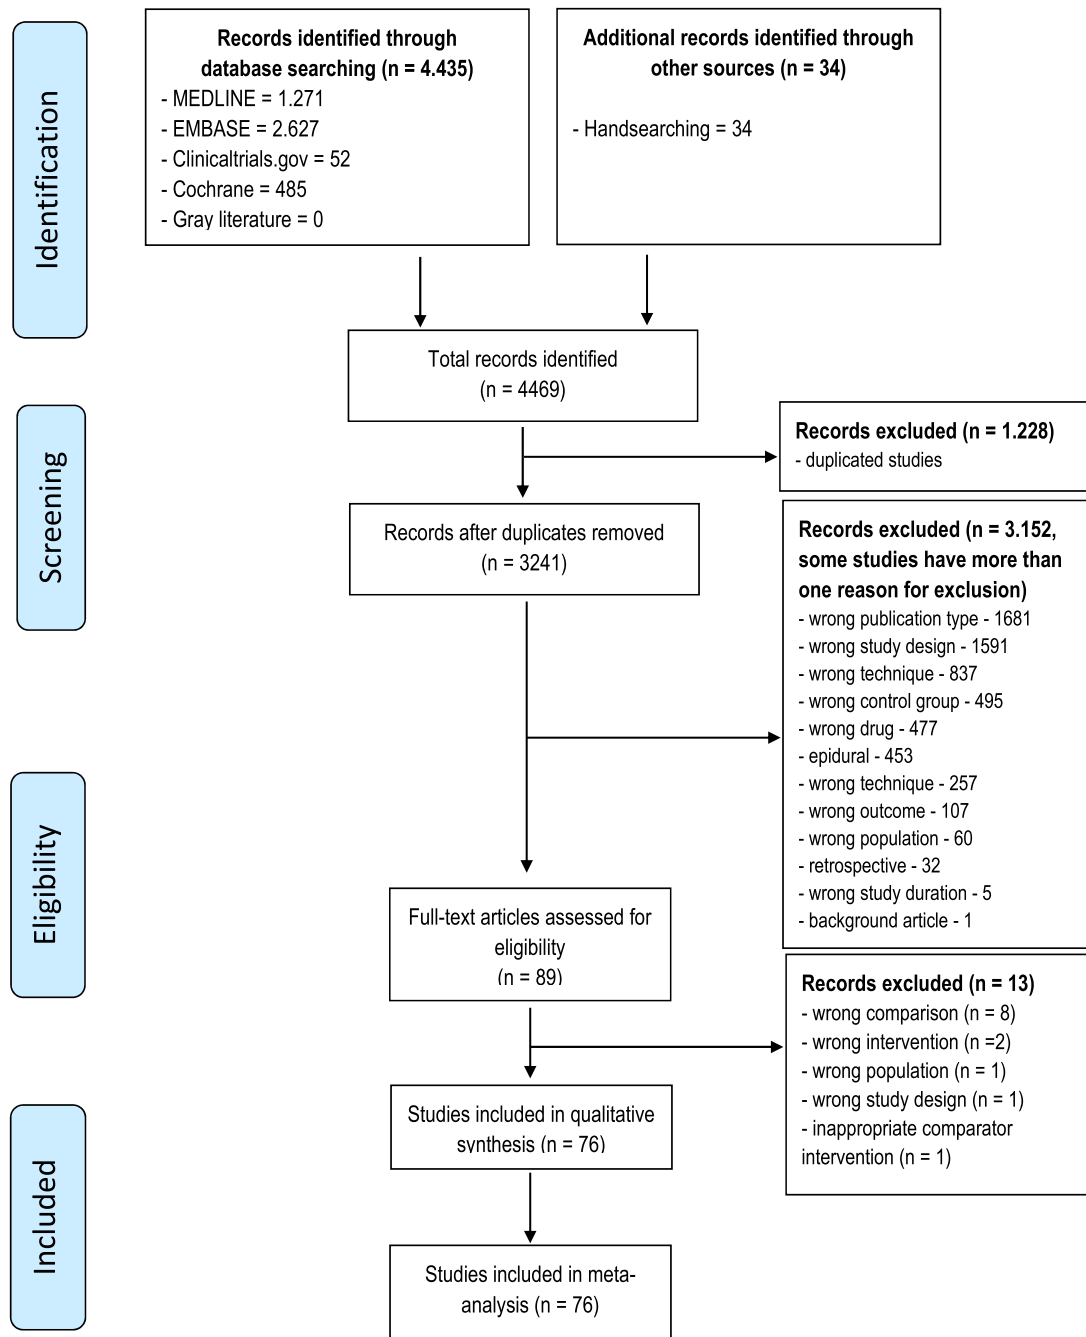 Identification
Records identified through
database searching (n = 4.435)
- MEDLINE = 1.271
- EMBASE = 2.627
- Clinicaltrials.gov = 52
- Cochrane = 485
- Gray literature = 0
Additional records identified through
other sources (n = 34)
- Handsearching = 34
Total records identified
(n = 4469)
Screening
Records excluded (n = 1.228)
- duplicated studies
Records after duplicates removed
(n = 3241)
Records excluded (n = 3.152,
some studies have more than
one reason for exclusion)
- wrong publication type - 1681
- wrong study design - 1591
- wrong technique - 837
- wrong control group - 495
- wrong drug - 477
- epidural - 453
- wrong technique - 257
- wrong outcome - 107
- wrong population - 60
- retrospective - 32
- wrong study duration - 5
- background article - 1
Eligibility
Full-text articles assessed for
eligibility
(n = 89)
Records excluded (n = 13)
- wrong comparison (n = 8)
- wrong intervention (n =2)
- wrong population (n = 1)
- wrong study design (n = 1)
- inappropriate comparator
intervention (n = 1)
Included
Studies included in qualitative
synthesis (n = 76)
Studies included in meta-
analysis (n = 76)